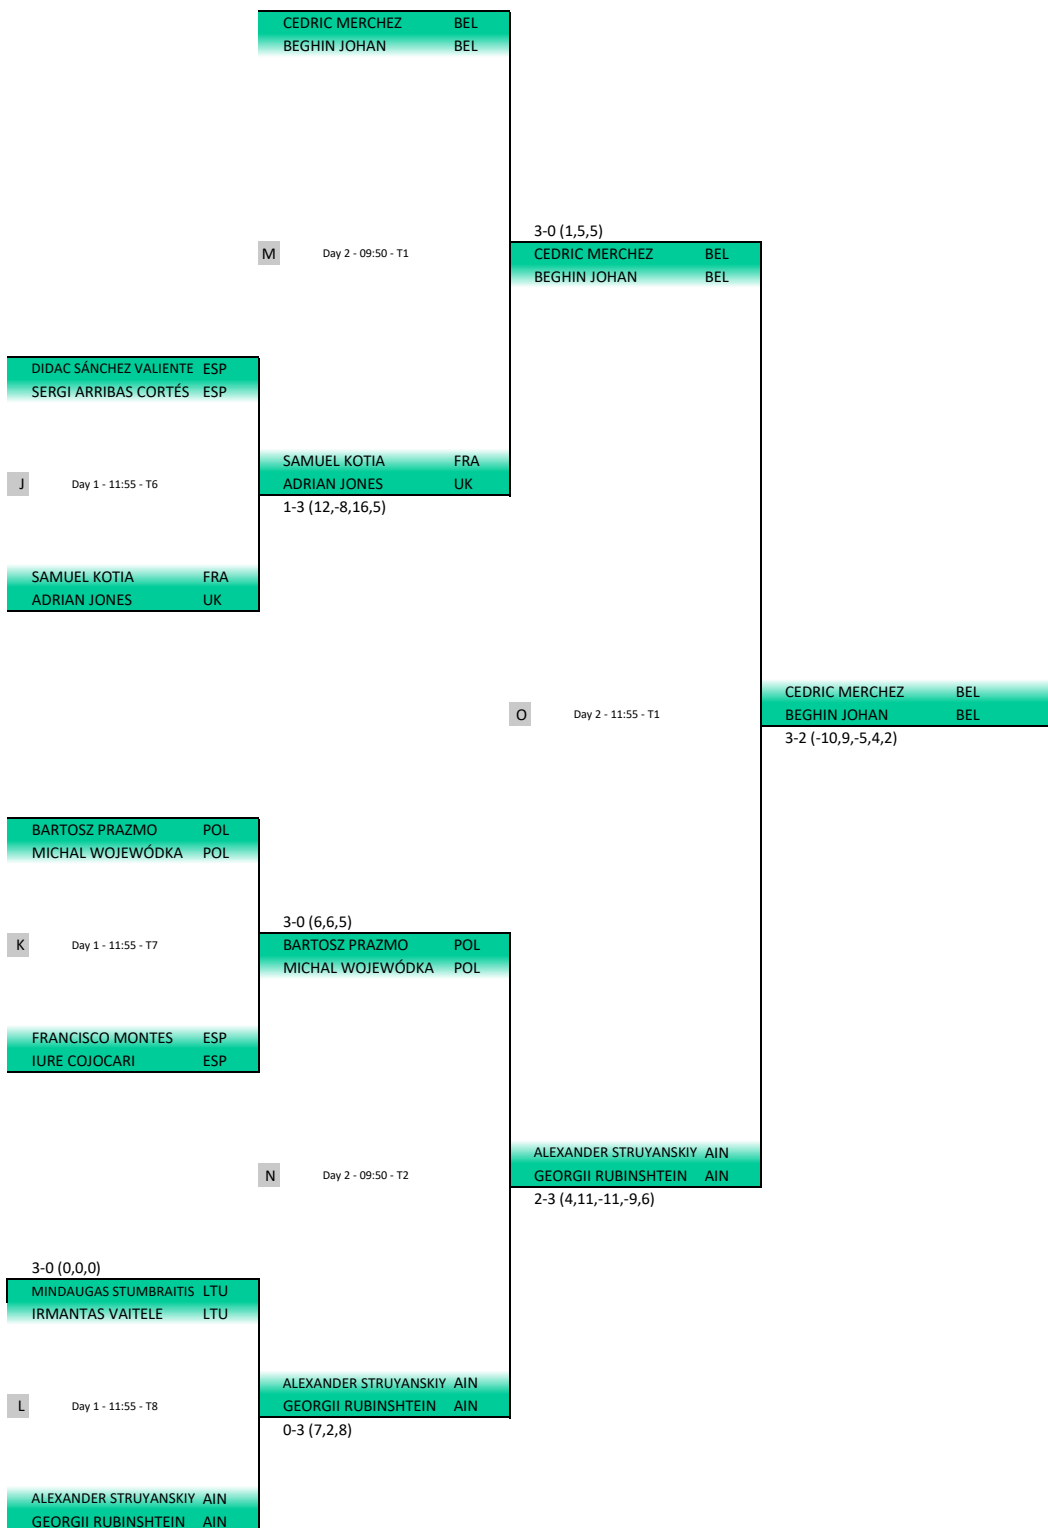 CEDRIC MERCHEZ BEL
BEGHIN JOHAN BEL
3-0 (1,5,5)
M Day 2 - 09:50 - T1 CEDRIC MERCHEZ BEL
BEGHIN JOHAN BEL
DIDAC SÁNCHEZ VALIENTE ESP
SERGI ARRIBAS CORTÉS ESP
SAMUEL KOTIA FRA
J Day 1 - 11:55 - T6 ADRIAN JONES UK
1-3 (12,-8,16,5)
SAMUEL KOTIA FRA
ADRIAN JONES UK
CEDRIC MERCHEZ BEL
O Day 2 - 11:55 - T1 BEGHIN JOHAN BEL
3-2 (-10,9,-5,4,2)
BARTOSZ PRAZMO POL
MICHAL WOJEWÓDKA POL
3-0 (6,6,5)
K Day 1 - 11:55 - T7 BARTOSZ PRAZMO POL
MICHAL WOJEWÓDKA POL
FRANCISCO MONTES ESP
IURE COJOCARI ESP
ALEXANDER STRUYANSKIY AIN
N Day 2 - 09:50 - T2 GEORGII RUBINSHTEIN AIN
2-3 (4,11,-11,-9,6)
3-0 (0,0,0)
MINDAUGAS STUMBRAITIS LTU
IRMANTAS VAITELE LTU
ALEXANDER STRUYANSKIY AIN
L Day 1 - 11:55 - T8 GEORGII RUBINSHTEIN AIN
0-3 (7,2,8)
ALEXANDER STRUYANSKIY AIN
GEORGII RUBINSHTEIN AIN